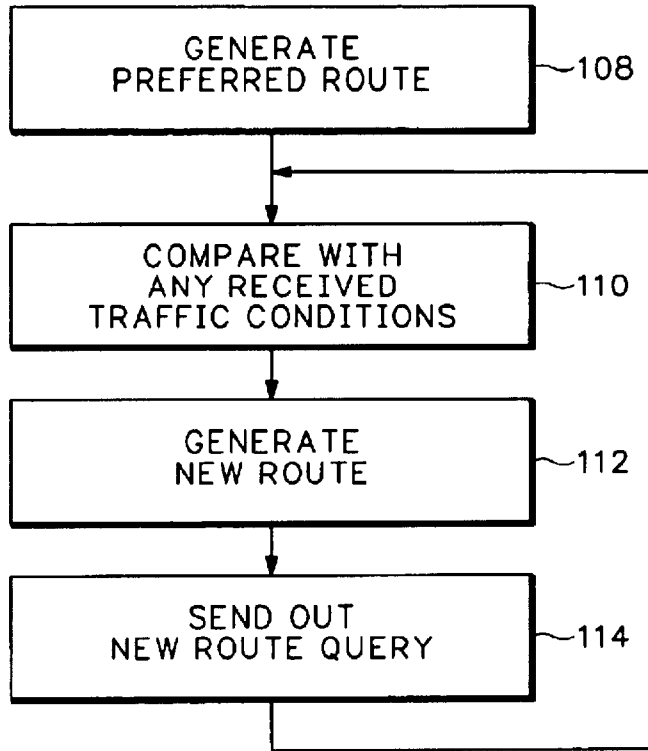 GENERATE
PREFERRED ROUTE
108
COMPARE WITH
ANY RECEIVED
TRAFFIC CONDITIONS
110
GENERATE
NEW ROUTE
112
SEND OUT
NEW ROUTE QUERY
114